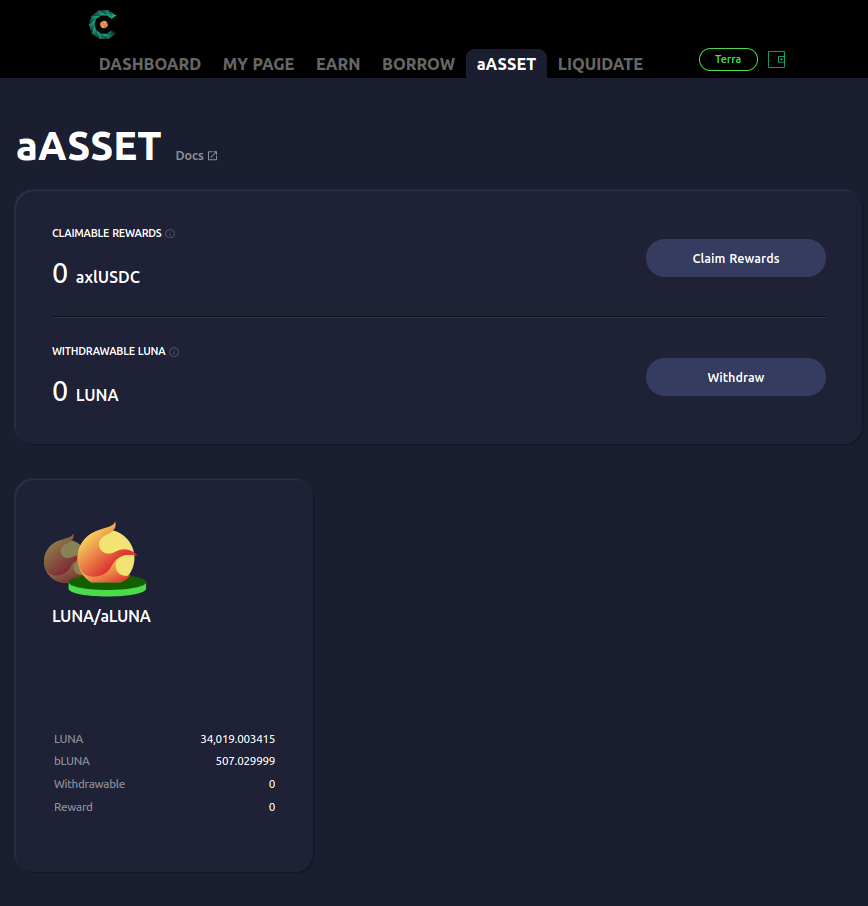 DASHBOARD MY PAGE EARN BORROW aASSET LIQUIDATE Terra
aASSET Docs
CLAIMABLE REWARDS
0 axlUSDC
Claim Rewards
WITHDRAWABLE LUNA
0 LUNA
Withdraw
LUNA/aLUNA
LUNA 34,019.003415
bLUNA 507.029999
Withdrawable 0
Reward 0